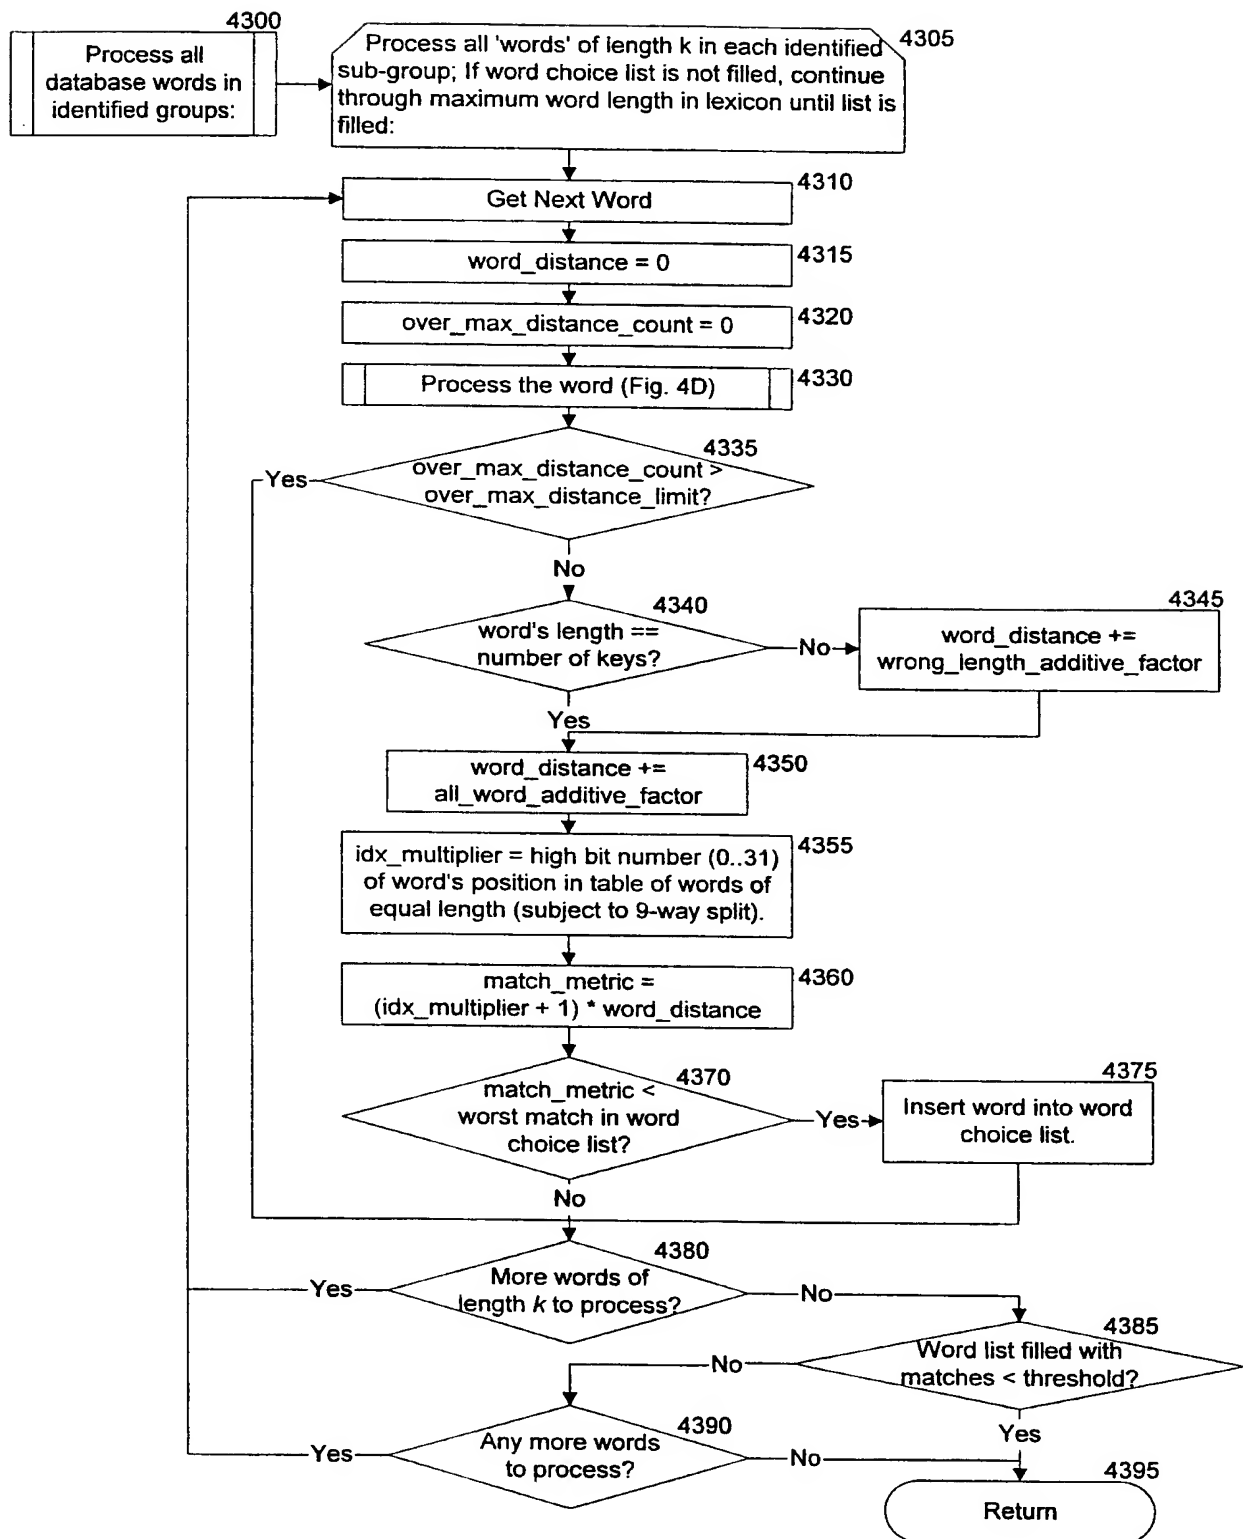 4300
Process all
database words in
identified groups:
4305
Process all 'words' of length k in each identified
sub-group; If word choice list is not filled, continue
through maximum word length in lexicon until list is
filled:
4310
Get Next Word
4315
word_distance = 0
4320
over_max_distance_count = 0
4330
Process the word (Fig. 4D)
4335
over_max_distance_count >
over_max_distance_limit?
Yes
No
4340
word's length ==
number of keys?
No
4345
word_distance +=
wrong_length_additive_factor
Yes
4350
word_distance +=
all_word_additive_factor
4355
idx_multiplier = high bit number (0..31)
of word's position in table of words of
equal length (subject to 9-way split).
4360
match_metric =
(idx_multiplier + 1) * word_distance
4370
match_metric <
worst match in word
choice list?
Yes
4375
Insert word into word
choice list.
No
4380
More words of
length k to process?
Yes
No
4385
Word list filled with
matches < threshold?
No
Yes
4390
Any more words
to process?
Yes
No
4395
Return